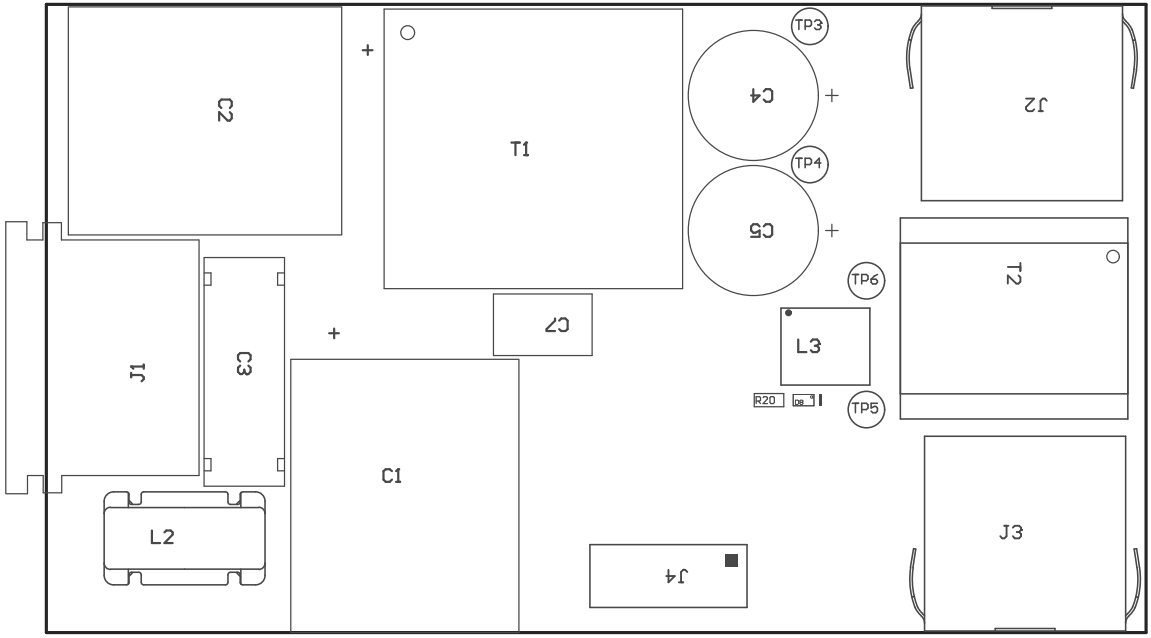 TP3
C2
+
T1
C4
+
J2
TP4
C5
+
TP6
T2
C7
L3
+
J1
C3
R20
D8
TP5
C1
L2
J4
J3